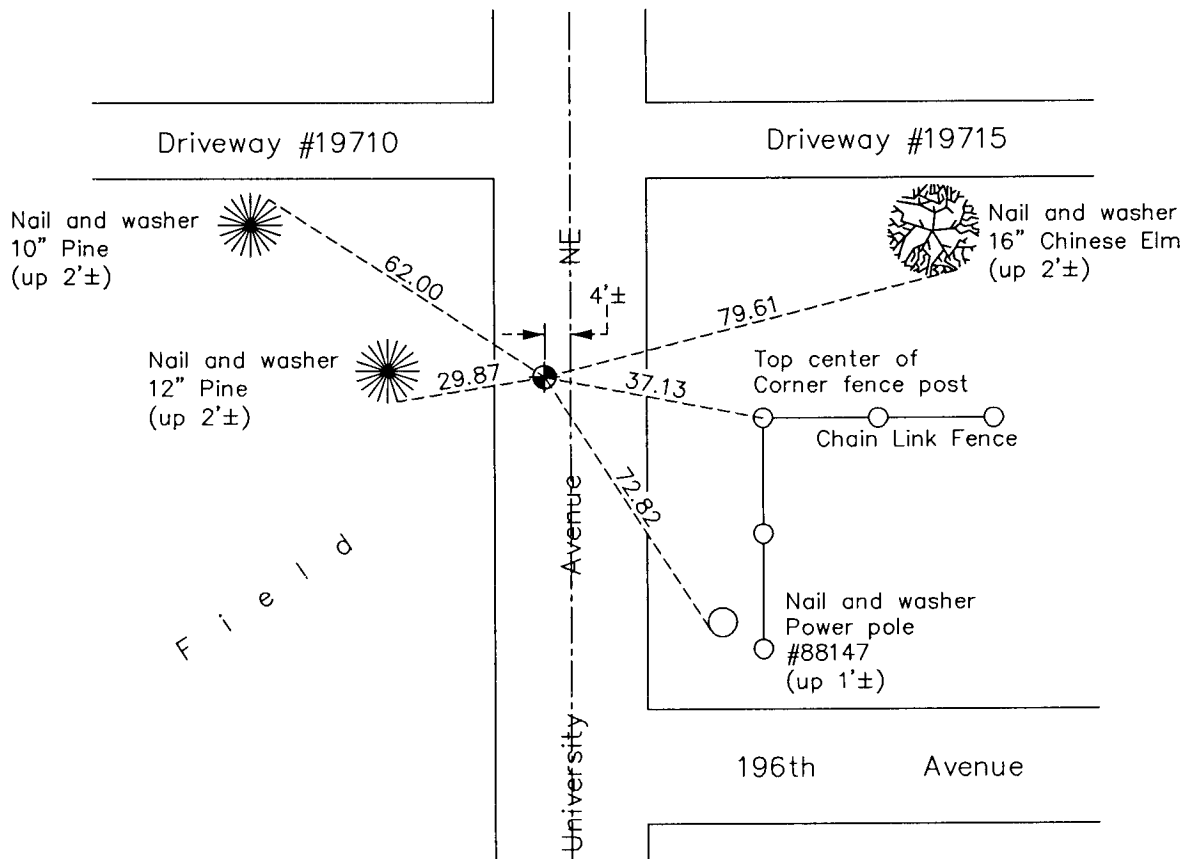 Driveway #19710
Driveway #19715
Nail and washer
10" Pine
(up 2'±)
62.00
NE
4'±
79.61
Nail and washer
16" Chinese Elm
(up 2'±)
Nail and washer
12" Pine
(up 2'±)
29.87
37.13
Top center of
Corner fence post
Chain Link Fence
72.82
Field
Nail and washer
Power pole
#88147
(up 1'±)
University Avenue
196th Avenue